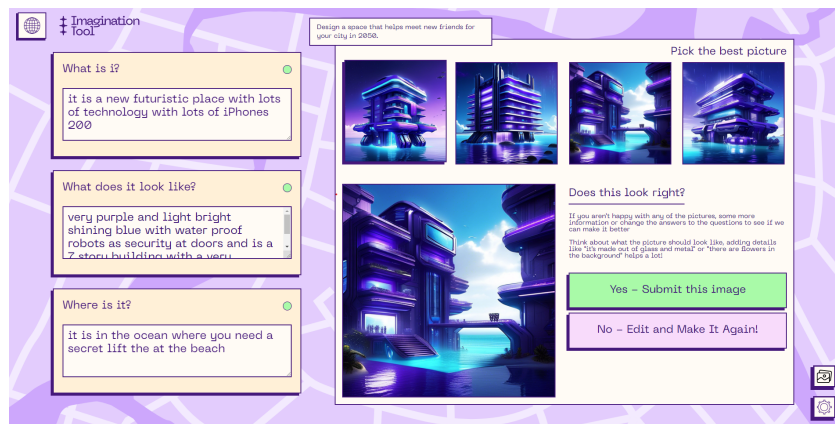 Imagination
Tool
Design a space that helps meet new friends for
your city in 2050.
What is i?
it is a new futuristic place with lots
of technology with lots of iPhones
200
What does it look like?
very purple and light bright
shining blue with water proof
robots as security at doors and is a
7 story building with a very
Where is it?
it is in the ocean where you need a
secret lift the at the beach
Pick the best picture
Does this look right?
If you aren't happy with any of the pictures, some more
information or change the answers to the questions to see if we
can make it better
Think about what the picture should look like, adding details
like "it's made out of glass and metal" or "there are flowers in
the background" helps a lot!
Yes - Submit this image
No - Edit and Make It Again!